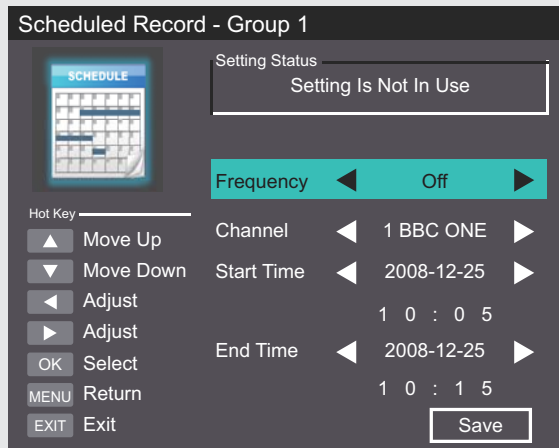 Scheduled Record - Group 1
SCHEDULE
Setting Status
Setting Is Not In Use
Frequency Off
Hot Key
Move Up
Move Down
Adjust
Adjust
OK Select
MENU Return
EXIT Exit
Channel 1 BBC ONE
Start Time 2008-12-25
1 0 : 0 5
End Time 2008-12-25
1 0 : 1 5
Save